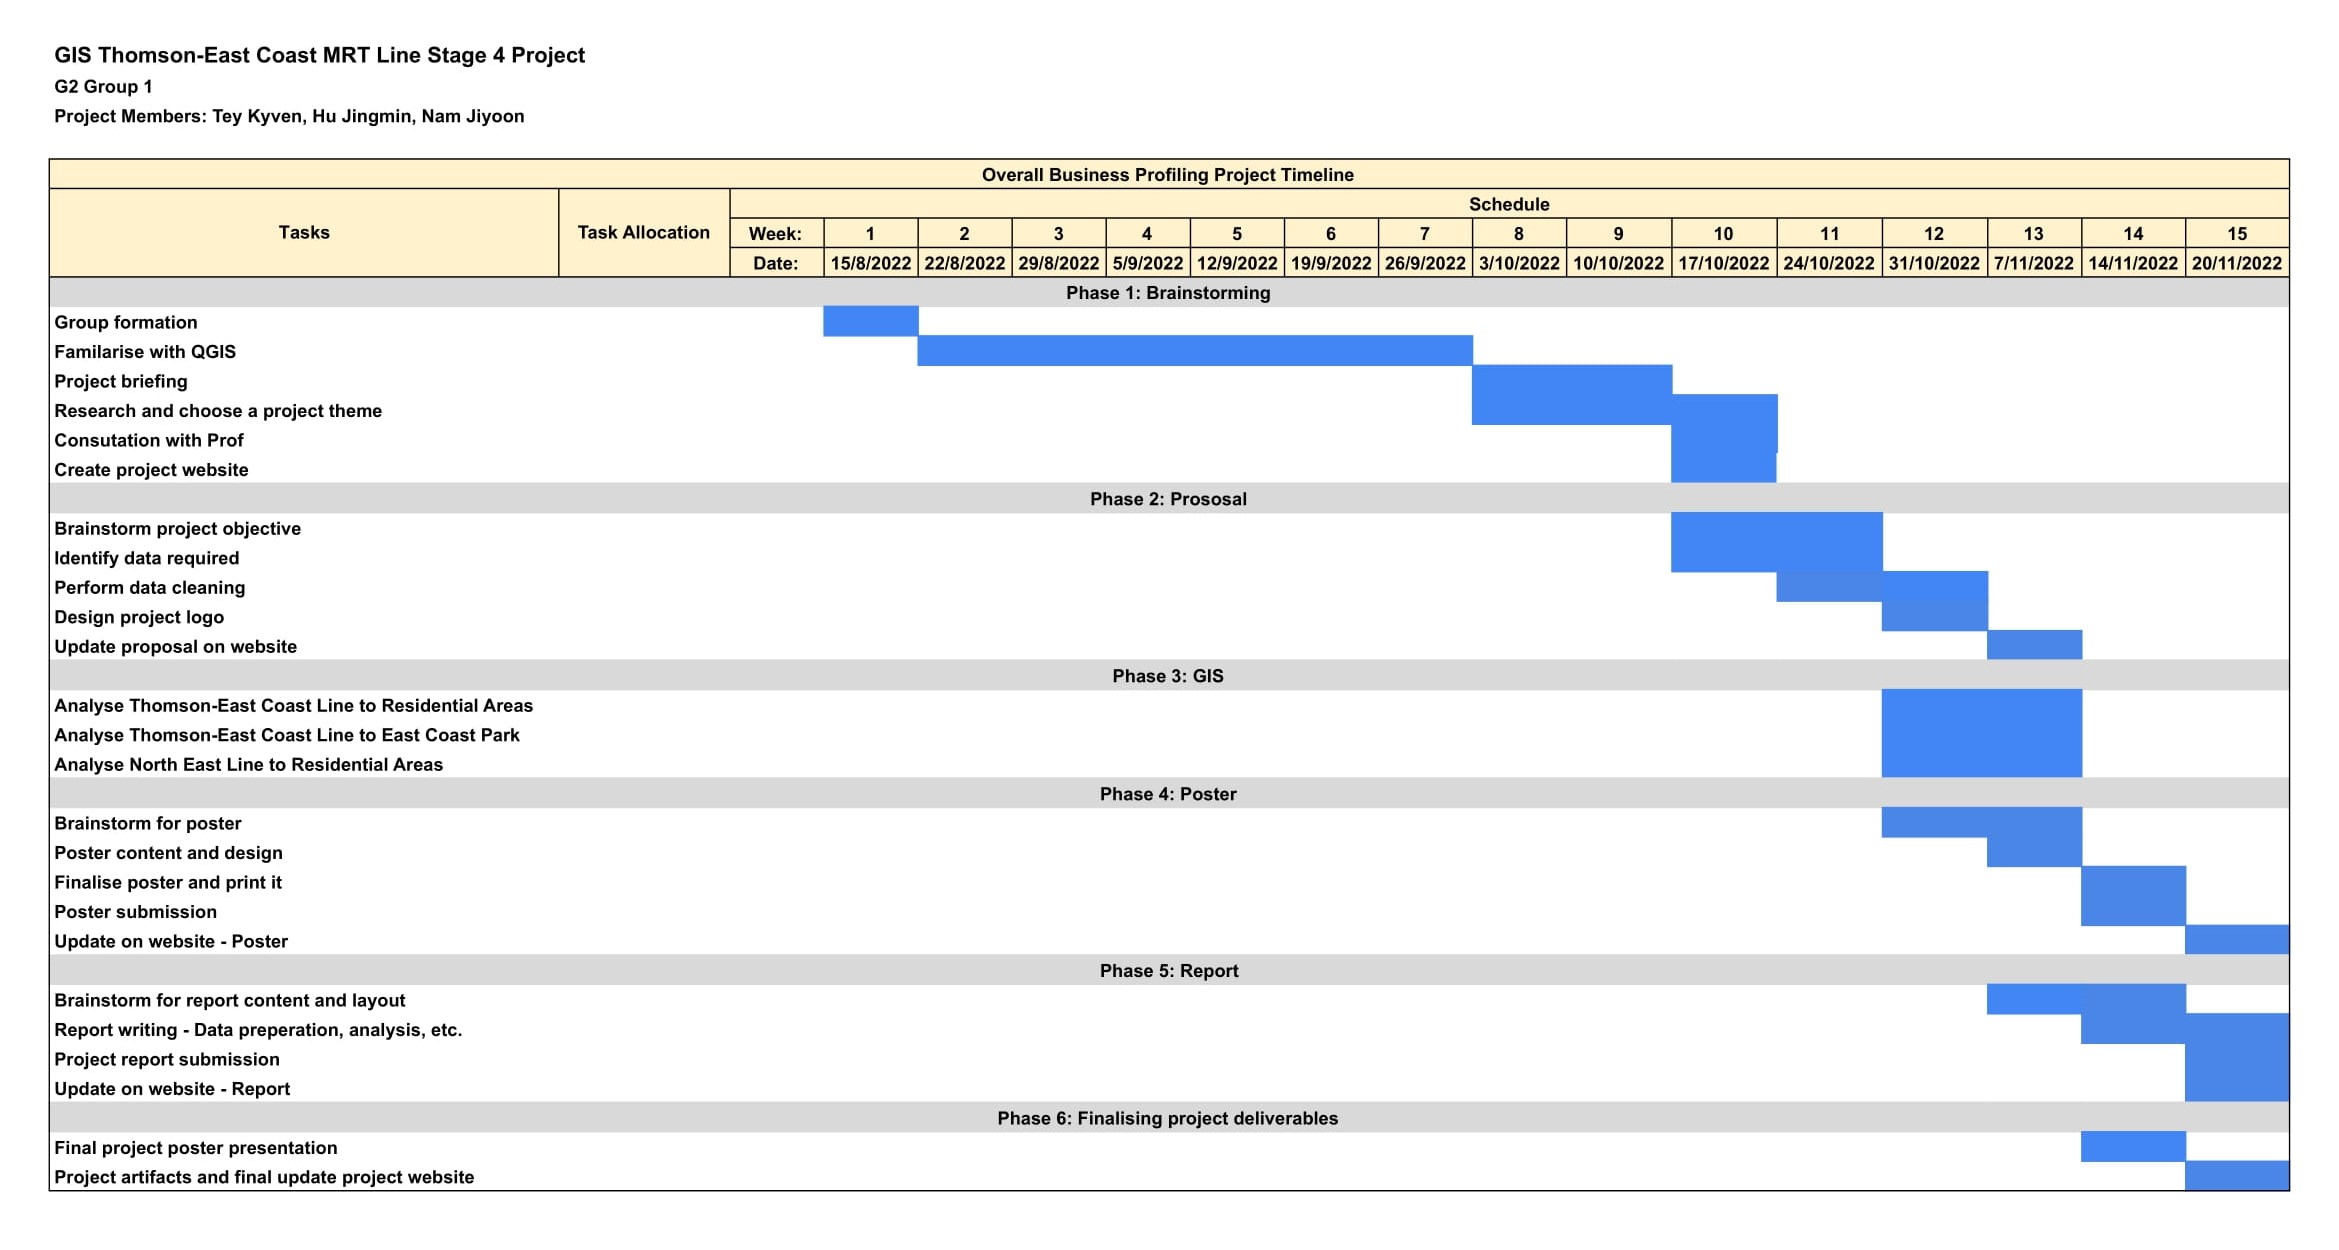 GIS Thomson-East Coast MRT Line Stage 4 Project
G2 Group 1
Project Members: Tey Kyven, Hu Jingmin, Nam Jiyoon
Overall Business Profiling Project Timeline
Tasks Task Allocation Schedule
Week: 1 2 3 4 5 6 7 8 9 10 11 12 13 14 15
Date: 15/8/2022 22/8/2022 29/8/2022 5/9/2022 12/9/2022 19/9/2022 26/9/2022 3/10/2022 10/10/2022 17/10/2022 24/10/2022 31/10/2022 7/11/2022 14/11/2022 20/11/2022
Phase 1: Brainstorming
Group formation
Familarise with QGIS
Project briefing
Research and choose a project theme
Consutation with Prof
Create project website
Phase 2: Prososal
Brainstorm project objective
Identify data required
Perform data cleaning
Design project logo
Update proposal on website
Phase 3: GIS
Analyse Thomson-East Coast Line to Residential Areas
Analyse Thomson-East Coast Line to East Coast Park
Analyse North East Line to Residential Areas
Phase 4: Poster
Brainstorm for poster
Poster content and design
Finalise poster and print it
Poster submission
Update on website - Poster
Phase 5: Report
Brainstorm for report content and layout
Report writing - Data preperation, analysis, etc.
Project report submission
Update on website - Report
Phase 6: Finalising project deliverables
Final project poster presentation
Project artifacts and final update project website